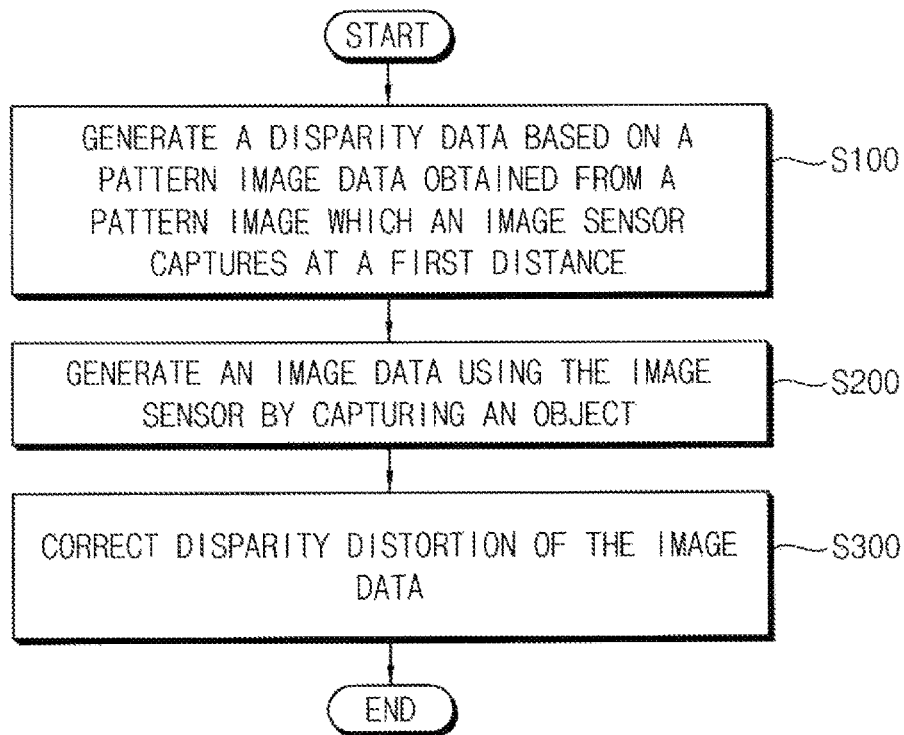 START
GENERATE A DISPARITY DATA BASED ON A
PATTERN IMAGE DATA OBTAINED FROM A
PATTERN IMAGE WHICH AN IMAGE SENSOR
CAPTURES AT A FIRST DISTANCE
S100
GENERATE AN IMAGE DATA USING THE IMAGE
SENSOR BY CAPTURING AN OBJECT
S200
CORRECT DISPARITY DISTORTION OF THE IMAGE
DATA
S300
END